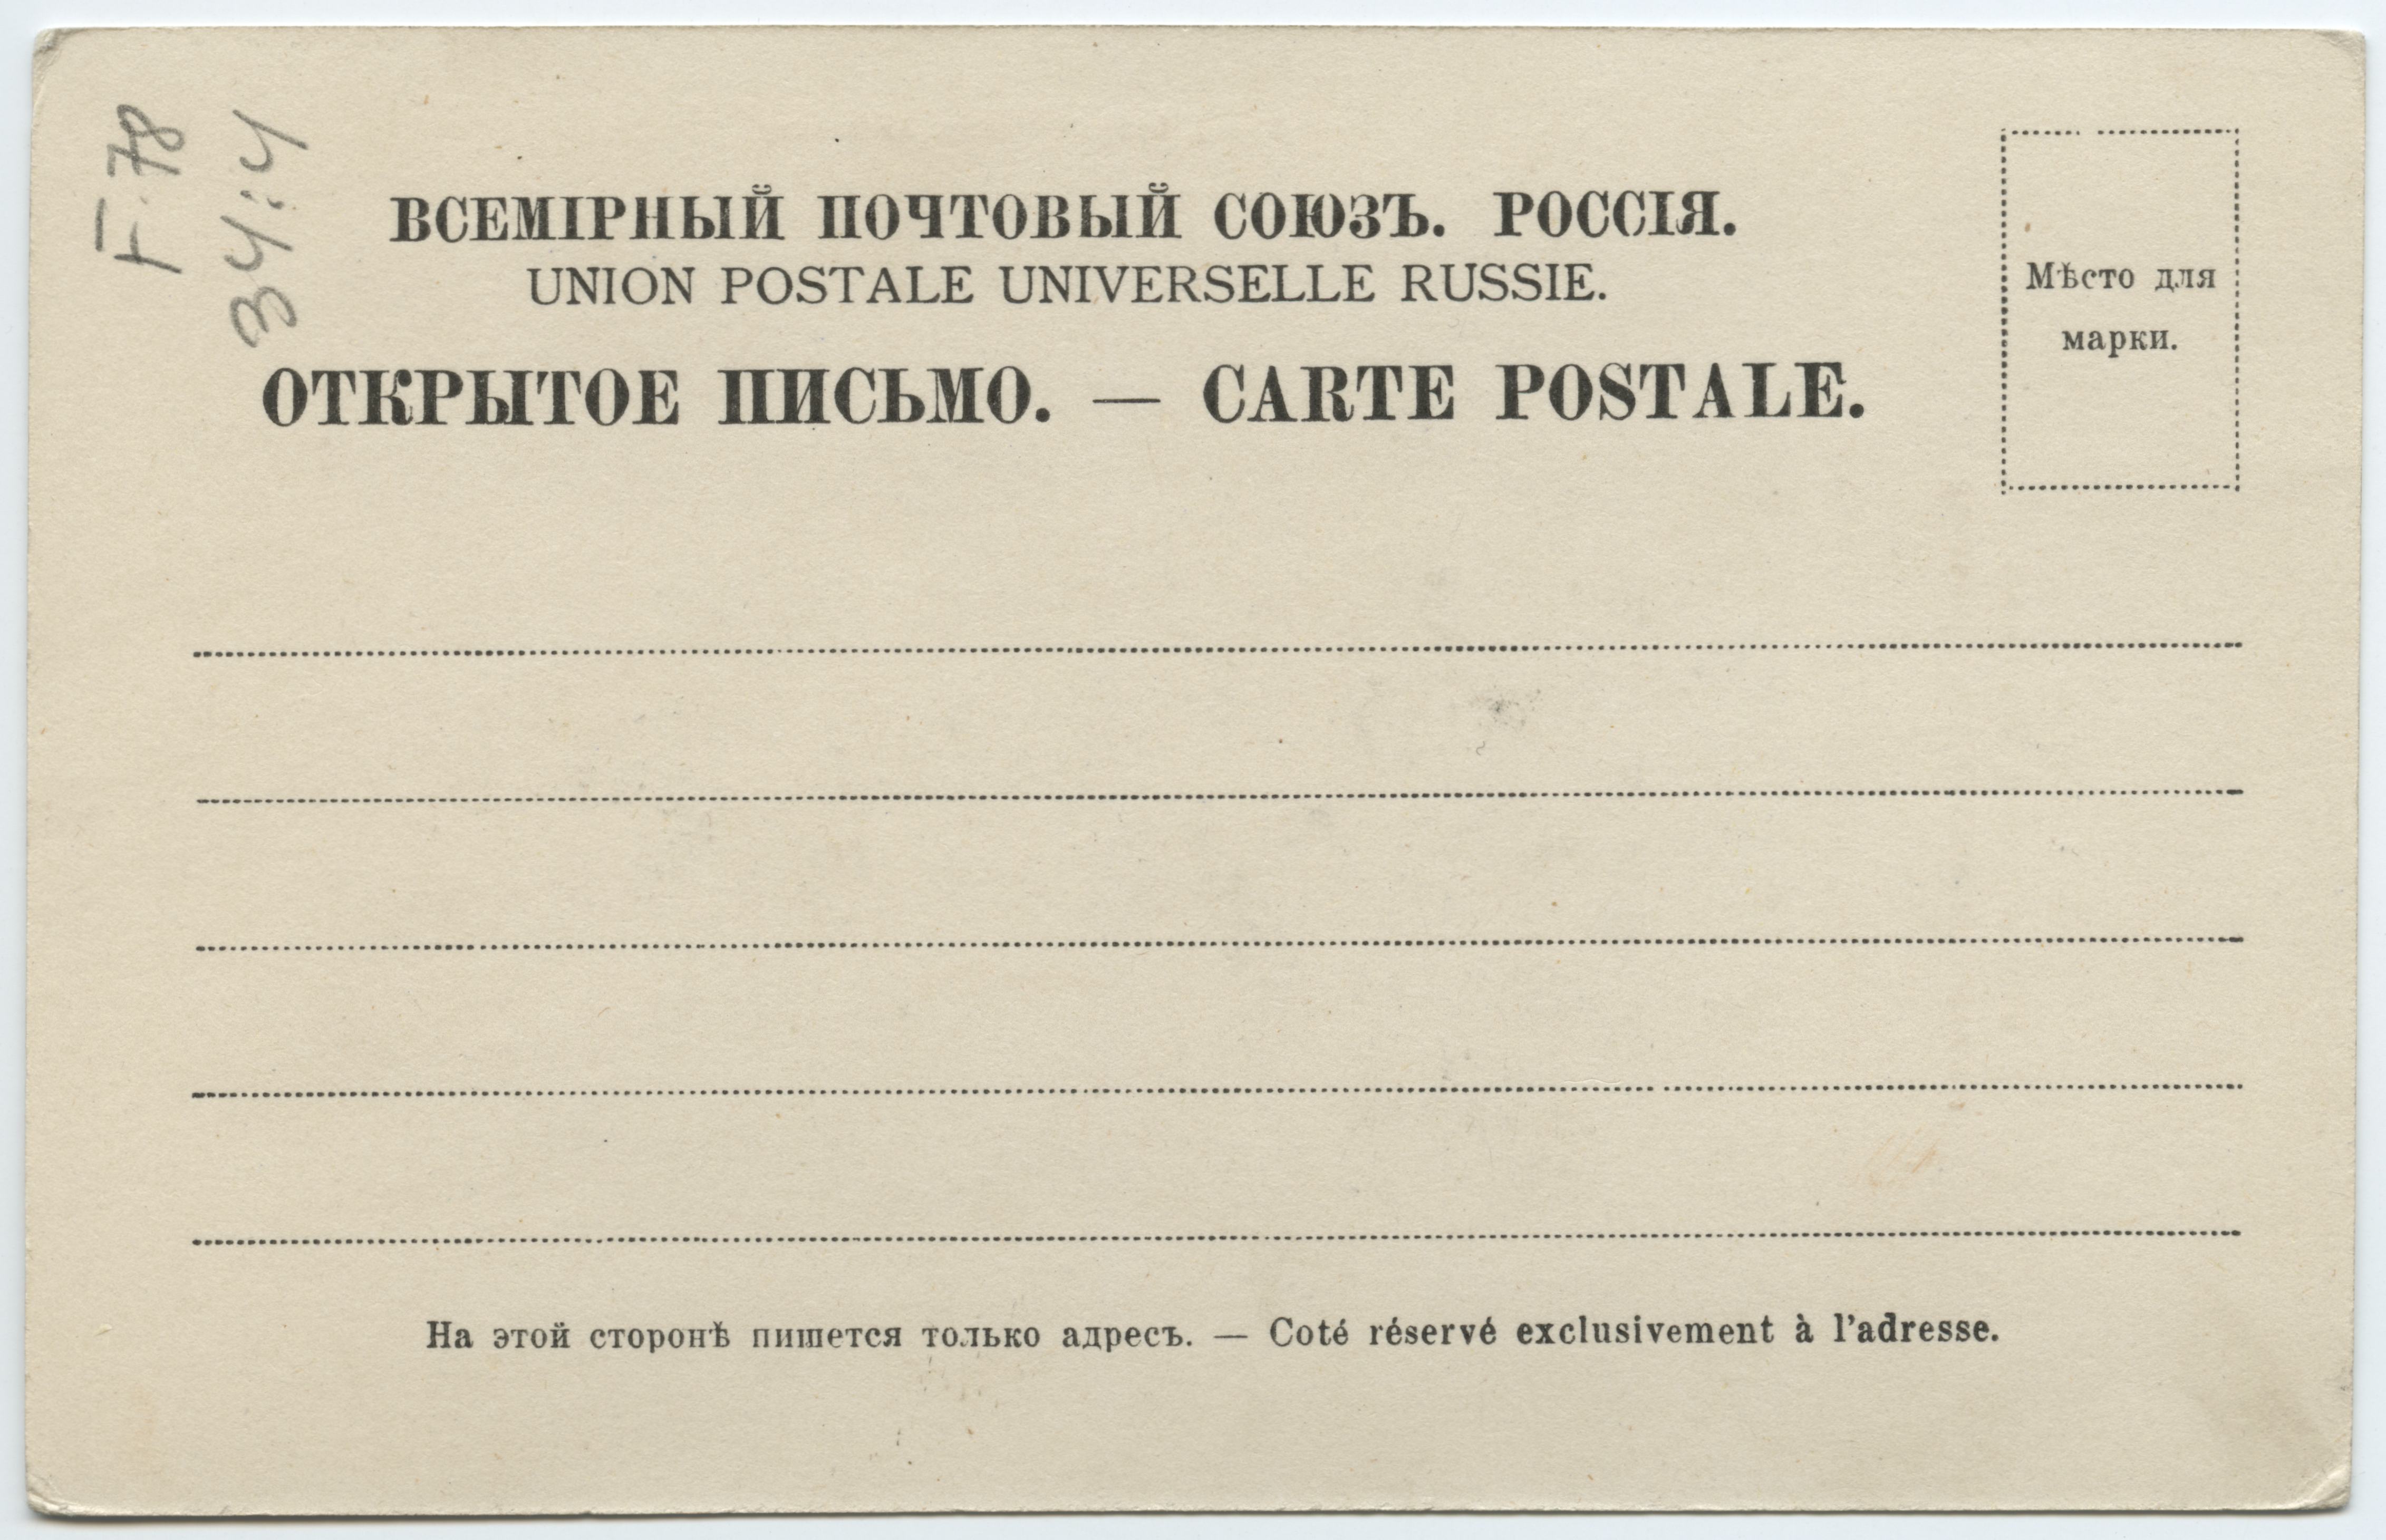 F. 78
34:4
ВСЕМІРНЫЙ ПОЧТОВЫЙ СОЮЗЪ. РОССІЯ.
UNION POSTALE UNIVERSELLE RUSSIE.
ОТКРЫТОЕ ПИСЬМО. — CARTE POSTALE.
Мѣсто для
марки.
На этой сторонѣ пишется только адресъ. — Coté réservé exclusivement à l'adresse.